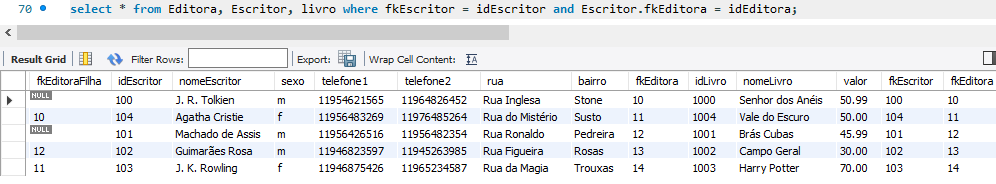 70 select * from Editora, Escritor, livro where fkEscritor = idEscritor and Escritor.fkEditora = idEditora;
Result Grid Filter Rows: Export: Wrap Cell Content: IA
fkEditoraFilha idEscritor nomeEscritor sexo telefone1 telefone2 rua bairro fkEditora idLivro nomeLivro valor fkEscritor fkEditora
NULL 100 J. R. Tolkien m 11954621565 11964826452 Rua Inglesa Stone 10 1000 Senhor dos Anéis 50.99 100 10
10 104 Agatha Cristie f 11956483269 11976485264 Rua do Mistério Susto 11 1004 Vale do Escuro 50.00 104 11
NULL 101 Machado de Assis m 11956426516 11956482354 Rua Ronaldo Pedreira 12 1001 Brás Cubas 45.99 101 12
12 102 Guimarães Rosa m 11946823597 11945263985 Rua Figueira Rosas 13 1002 Campo Geral 30.00 102 13
11 103 J. K. Rowling f 11946875426 11965234587 Rua da Magia Trouxas 14 1003 Harry Potter 70.00 103 14